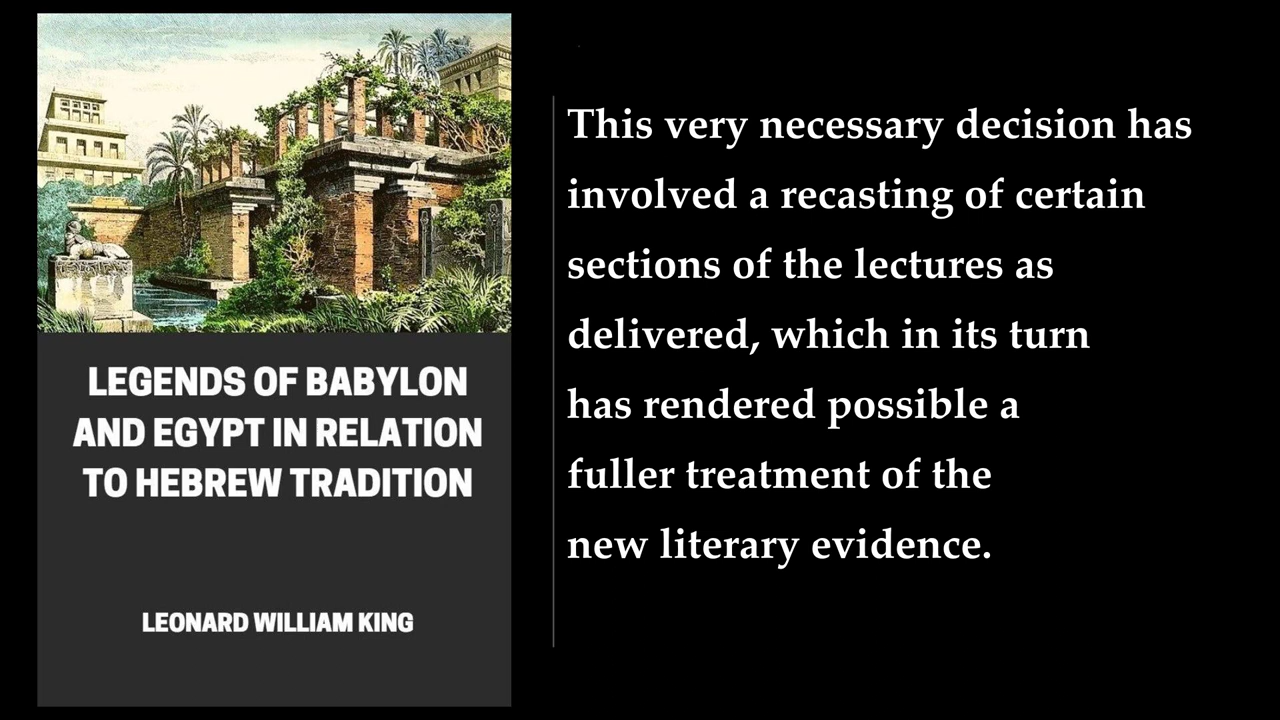 LEGENDS OF BABYLON
AND EGYPT IN RELATION
TO HEBREW TRADITION
LEONARD WILLIAM KING
This very necessary decision has
involved a recasting of certain
sections of the lectures as
delivered, which in its turn
has rendered possible a
fuller treatment of the
new literary evidence.